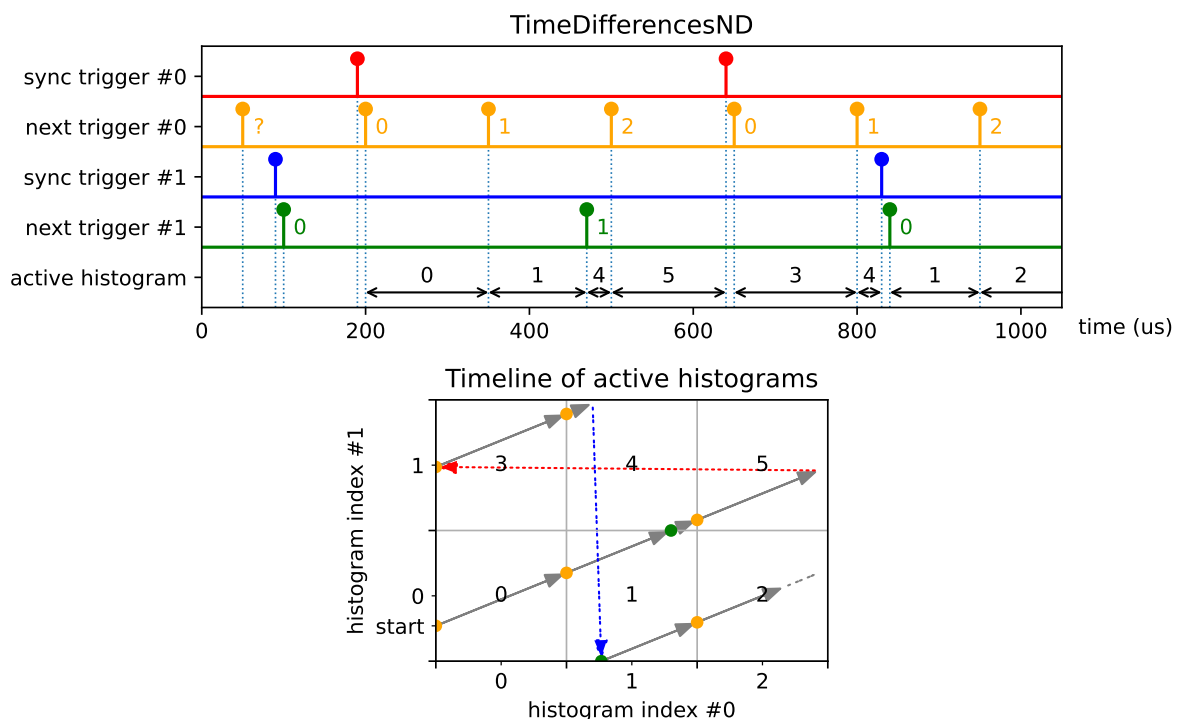 TimeDifferencesND
sync trigger #0
next trigger #0
? 0 1 2 0 1 2
sync trigger #1
next trigger #1
0 1 0
active histogram
0 1 4 5 3 4 1 2
0 200 400 600 800 1000
time (us)
Timeline of active histograms
histogram index #1
1
3 4 5
0
0 1 2
start
0 1 2
histogram index #0